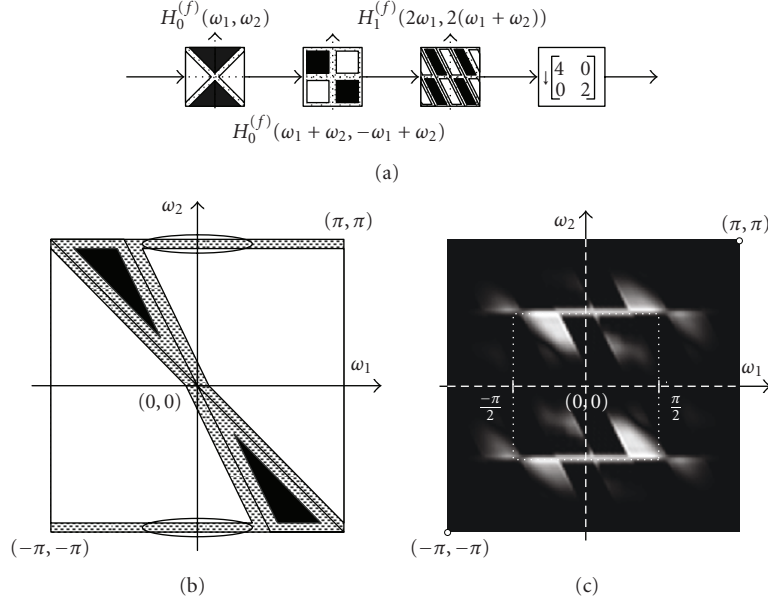 H_0^{(f)}(ω_1, ω_2) H_1^{(f)}(2ω_1, 2(ω_1 + ω_2))
↓ [4 0
0 2]
H_0^{(f)}(ω_1 + ω_2, −ω_1 + ω_2)
(a)
ω_2 (π, π)
ω_1
(0, 0)
(−π, −π)
(b)
ω_2 (π, π)
ω_1
−π/2 (0, 0) π/2
(−π, −π)
(c)